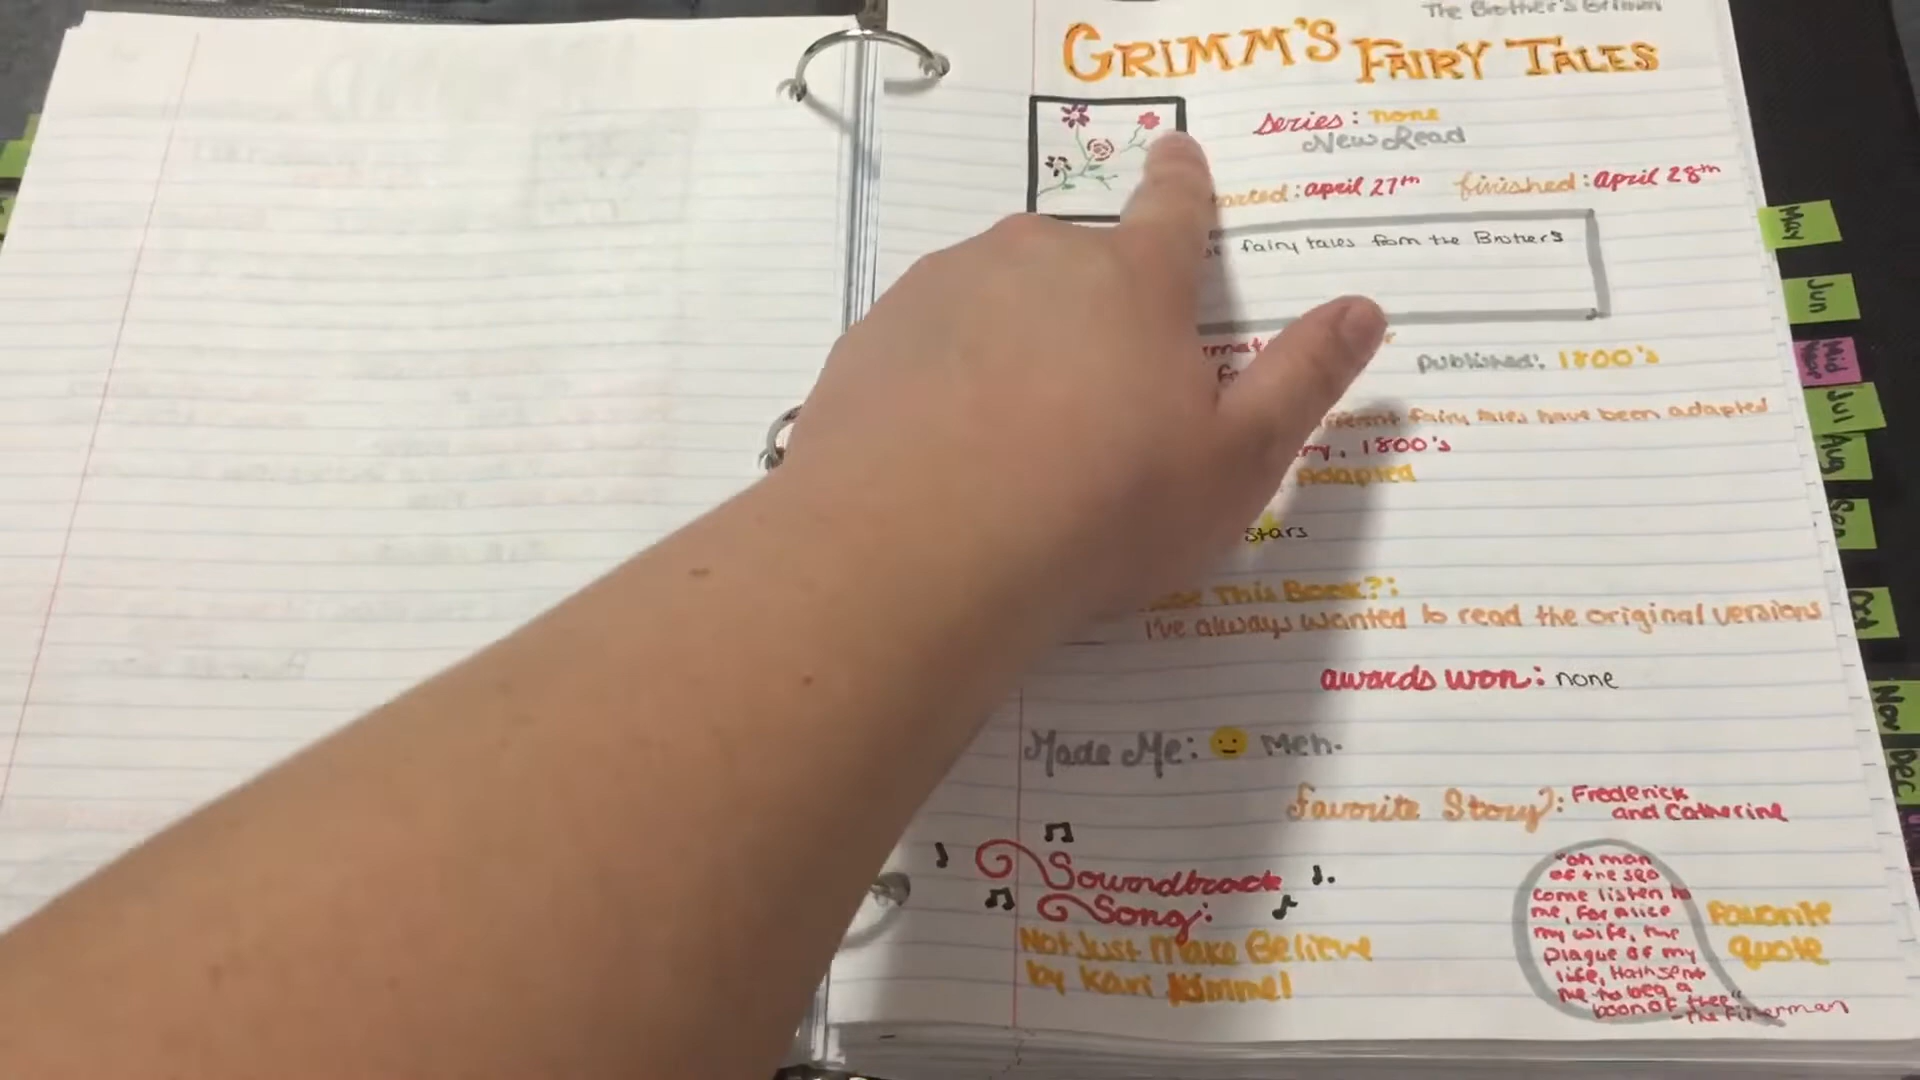 The Brother's Grimm
GRIMM'S FAIRY TALES
series: none
New Read
started: april 27th finished: april 28th
fairy tales from the Brothers
published: 1800's
different fairy tales have been adapted
1800's
Adapted
stars
This Book?:
I've always wanted to read the original versions
awards won: none
Made Me: Meh.
favorite Story?: Frederick
and Catherine
Soundtrack
Song:
Not Just Make Believe
by Kari Kimmel
"oh man
of the sea
come listen to
me, For Alice
my wife, the
plague of my
life, Hath sent
me to beg a
boon of thee"
-The Fisherman
Favorite
quote
May
Jun
Mid
Year
Jul
Aug
Sep
Oct
Nov
Dec